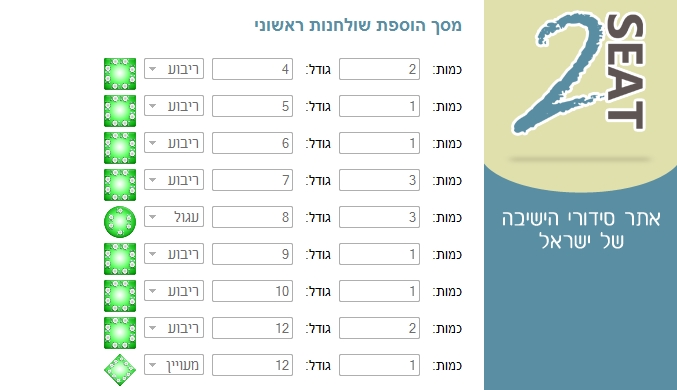 2SEAT
אתר סידורי הישיבה
של ישראל
מסך הוספת שולחנות ראשוני
כמות: 2 גודל: 4 ריבוע
כמות: 1 גודל: 5 ריבוע
כמות: 1 גודל: 6 ריבוע
כמות: 3 גודל: 7 ריבוע
כמות: 3 גודל: 8 עגול
כמות: 1 גודל: 9 ריבוע
כמות: 1 גודל: 10 ריבוע
כמות: 2 גודל: 12 ריבוע
כמות: 1 גודל: 12 מעויין